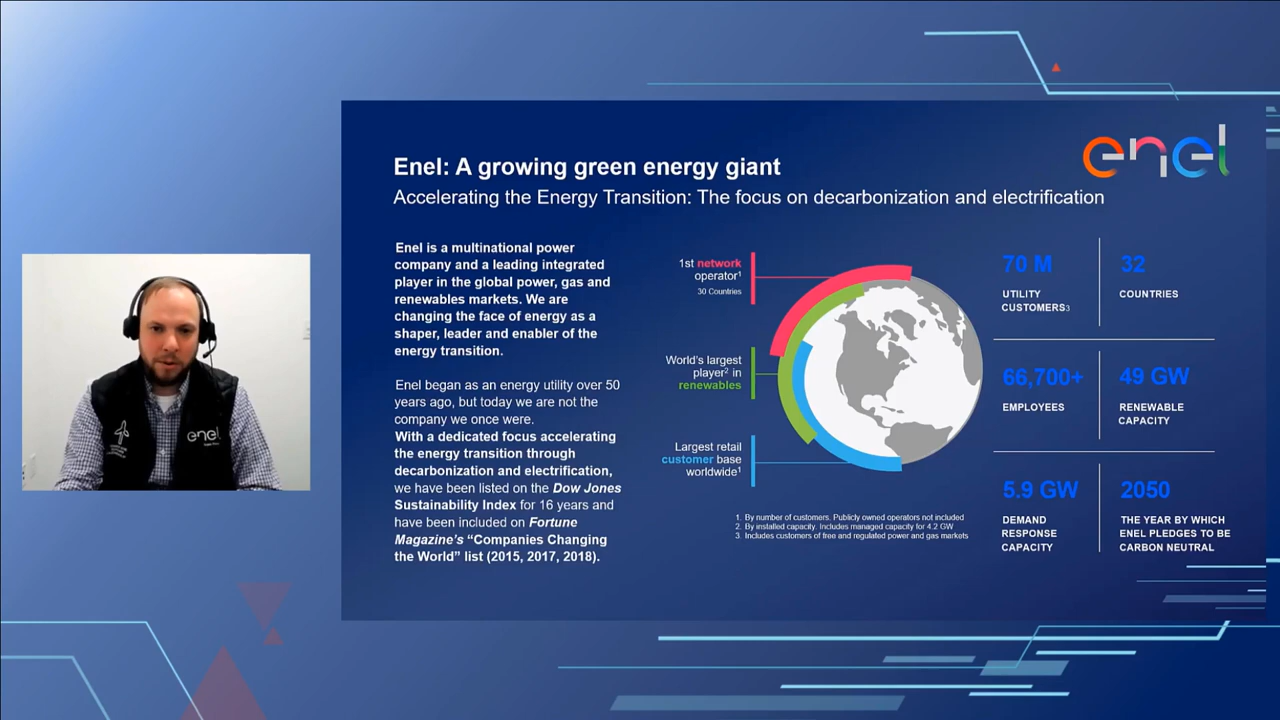 enel
Enel: A growing green energy giant
Accelerating the Energy Transition: The focus on decarbonization and electrification
Enel is a multinational power
company and a leading integrated
player in the global power, gas and
renewables markets. We are
changing the face of energy as a
shaper, leader and enabler of the
energy transition.
Enel began as an energy utility over 50
years ago, but today we are not the
company we once were.
With a dedicated focus accelerating
the energy transition through
decarbonization and electrification,
we have been listed on the Dow Jones
Sustainability Index for 16 years and
have been included on Fortune
Magazine's “Companies Changing
the World” list (2015, 2017, 2018).
1st network
operator1
30 Countries
World's largest
player2 in
renewables
Largest retail
customer base
worldwide1
1. By number of customers. Publicly owned operators not included
2. By installed capacity. Includes managed capacity for 4.2 GW
3. Includes customers of free and regulated power and gas markets
70 M
UTILITY
CUSTOMERS3
32
COUNTRIES
66,700+
EMPLOYEES
49 GW
RENEWABLE
CAPACITY
5.9 GW
DEMAND
RESPONSE
CAPACITY
2050
THE YEAR BY WHICH
ENEL PLEDGES TO BE
CARBON NEUTRAL
enel